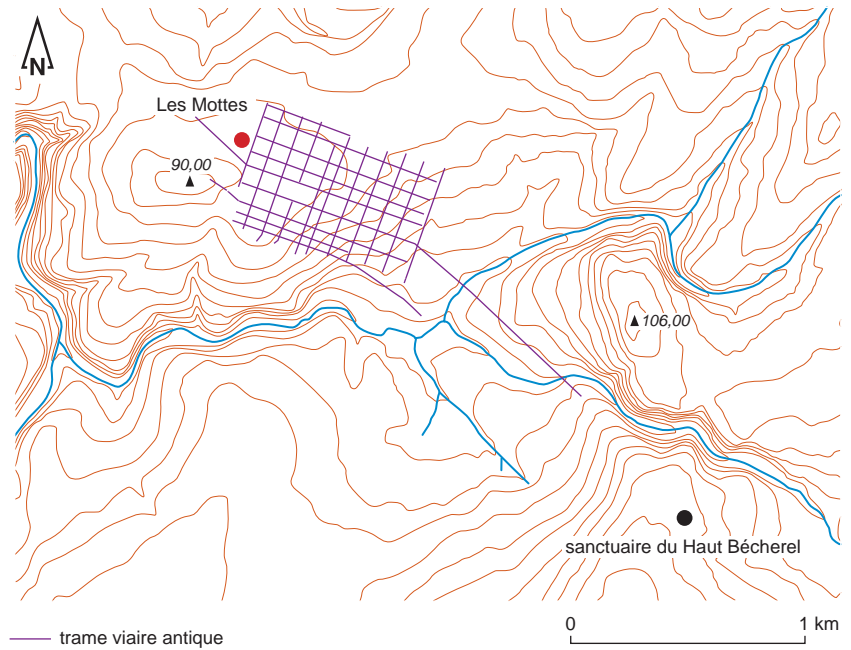 N
Les Mottes
90,00
106,00
sanctuaire du Haut Bécherel
trame viaire antique
0 1 km